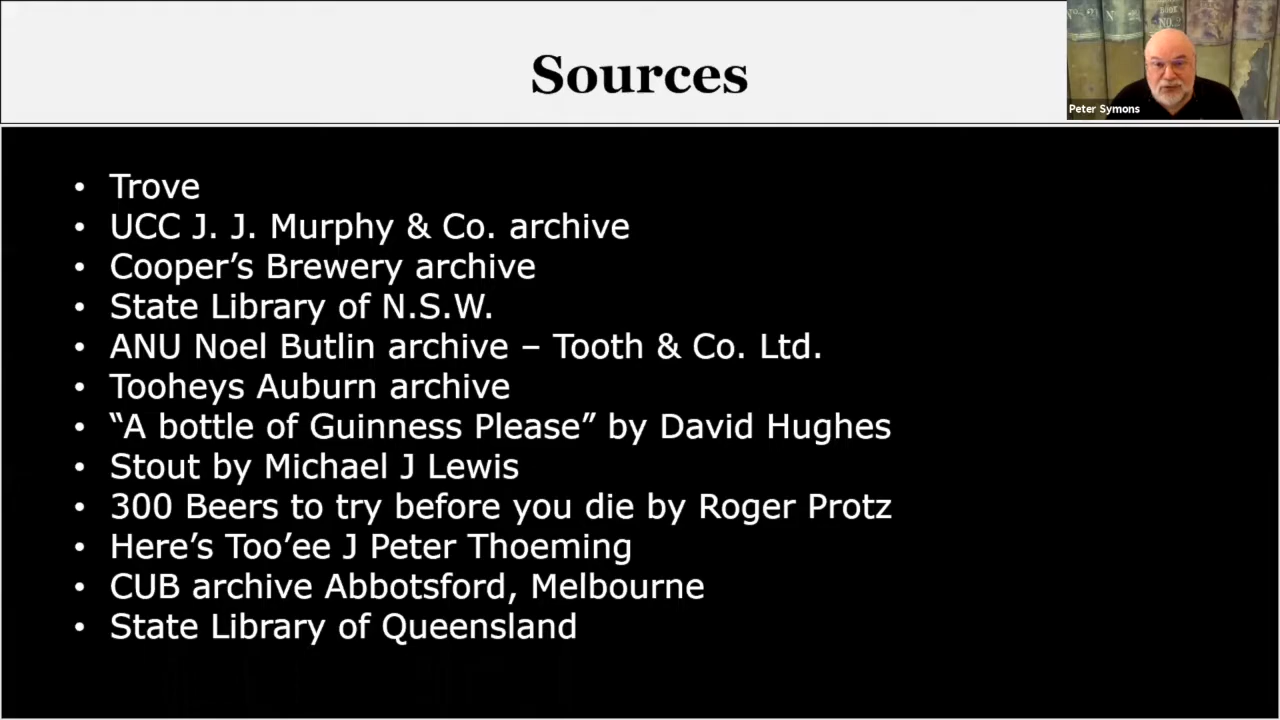 Sources
Peter Symons
• Trove
• UCC J. J. Murphy & Co. archive
• Cooper’s Brewery archive
• State Library of N.S.W.
• ANU Noel Butlin archive – Tooth & Co. Ltd.
• Tooheys Auburn archive
• “A bottle of Guinness Please” by David Hughes
• Stout by Michael J Lewis
• 300 Beers to try before you die by Roger Protz
• Here’s Too’ee J Peter Thoeming
• CUB archive Abbotsford, Melbourne
• State Library of Queensland